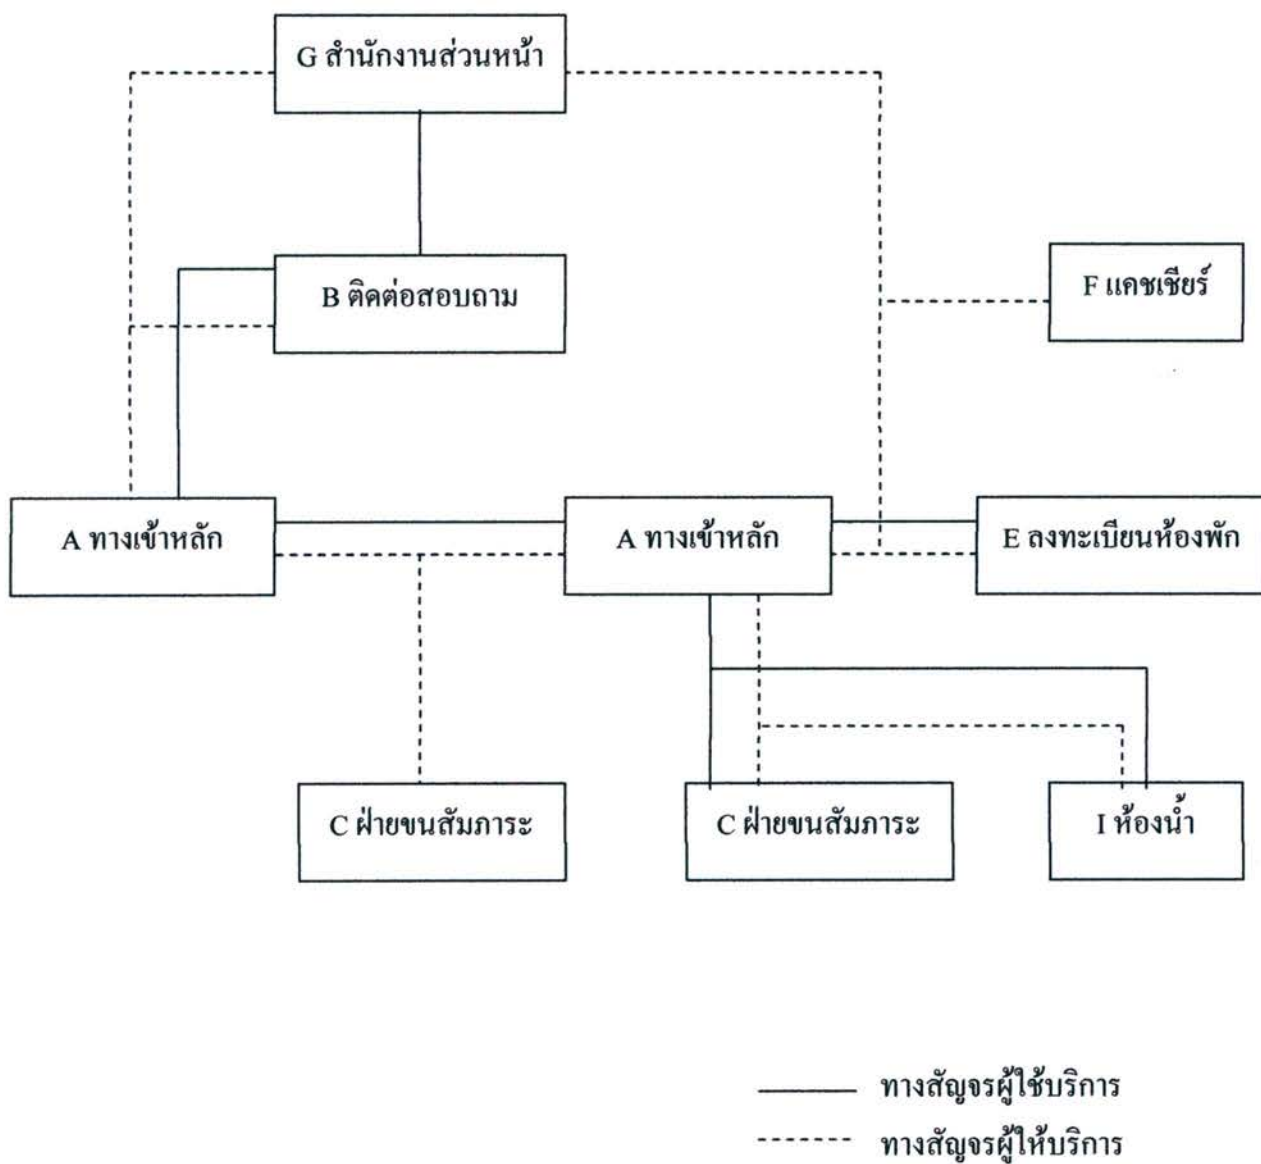 G สำนักงานส่วนหน้า
B ติดต่อสอบถาม
F แคชเชียร์
A ทางเข้าหลัก
A ทางเข้าหลัก
E ลงทะเบียนห้องพัก
C ฝ่ายขนสัมภาระ
C ฝ่ายขนสัมภาระ
I ห้องน้ำ
ทางสัญจรผู้ใช้บริการ
ทางสัญจรผู้ให้บริการ